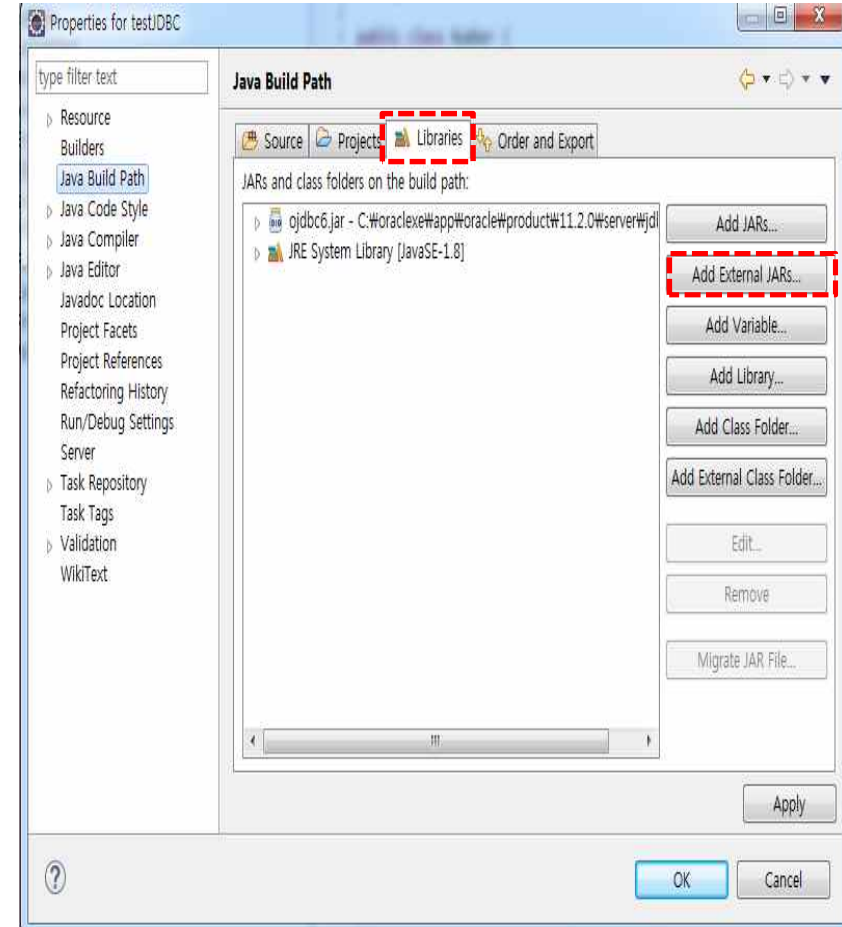 Properties for testJDBC
type filter text
Resource
Builders
Java Build Path
Java Code Style
Java Compiler
Java Editor
Javadoc Location
Project Facets
Project References
Refactoring History
Run/Debug Settings
Server
Task Repository
Task Tags
Validation
WikiText
Java Build Path
Source Projects Libraries Order and Export
JARs and class folders on the build path:
ojdbc6.jar - C:₩oraclexe₩app₩oracle₩product₩11.2.0₩server₩jdl
JRE System Library [JavaSE-1.8]
Add JARs...
Add External JARs...
Add Variable...
Add Library...
Add Class Folder...
Add External Class Folder...
Edit...
Remove
Migrate JAR File...
Apply
OK Cancel